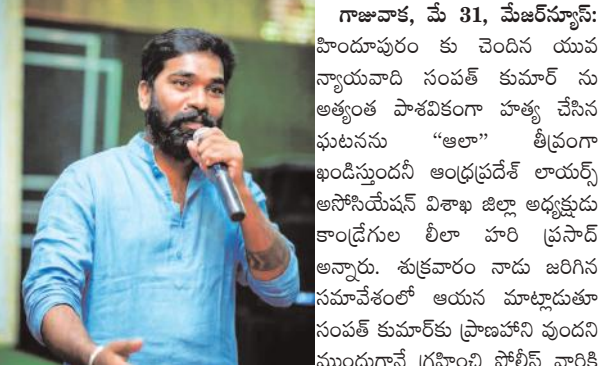 గాజువాక, మే 31, మేజర్‌న్యూస్:
హిందూపురం కు చెందిన యువ
న్యాయవాది సంపత్ కుమార్ ను
అత్యంత పాశవికంగా హత్య చేసిన
ఘటనను “ఆలా” తీవ్రంగా
ఖండిస్తుందనీ ఆంధ్రప్రదేశ్ లాయర్స్
అసోసియేషన్ విశాఖ జిల్లా అధ్యక్షుడు
కాండ్రేగుల లీలా హరి ప్రసాద్
అన్నారు. శుక్రవారం నాడు జరిగిన
సమావేశంలో ఆయన మాట్లాడుతూ
సంపత్ కుమార్‌కు ప్రాణహాని వుందని
ముందుగానే గ్రహించి పోలీస్ వారికి